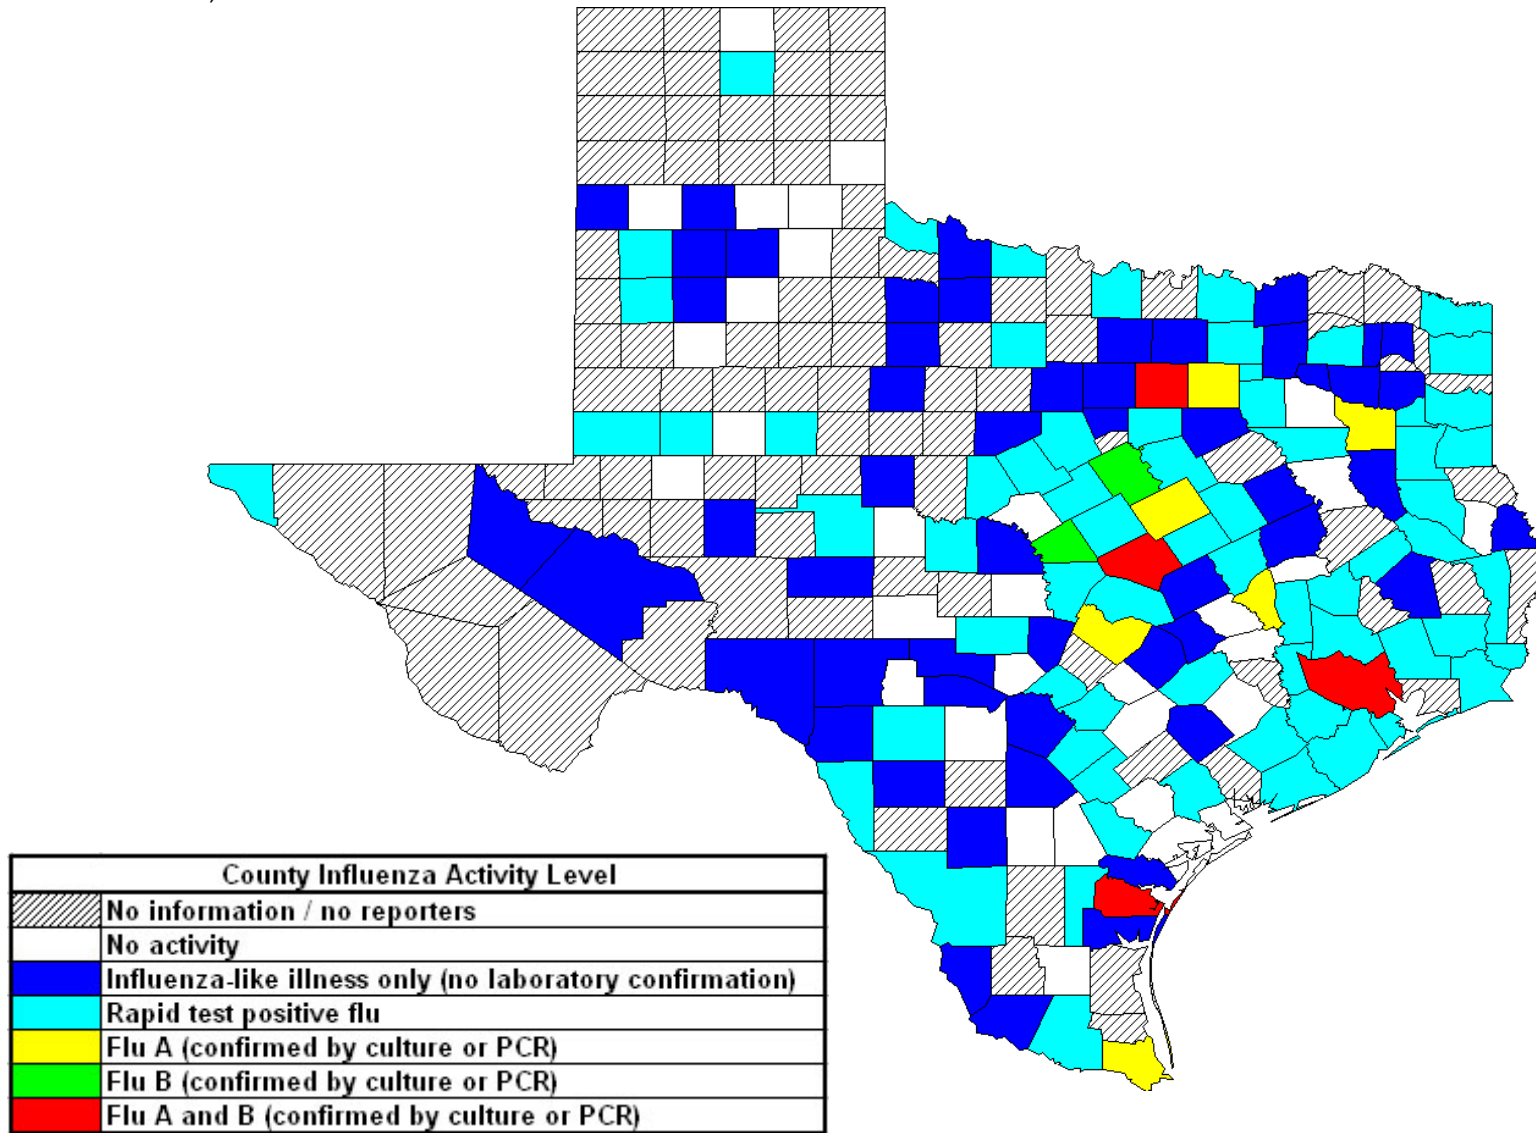 County Influenza Activity Level
No information / no reporters
No activity
Influenza-like illness only (no laboratory confirmation)
Rapid test positive flu
Flu A (confirmed by culture or PCR)
Flu B (confirmed by culture or PCR)
Flu A and B (confirmed by culture or PCR)